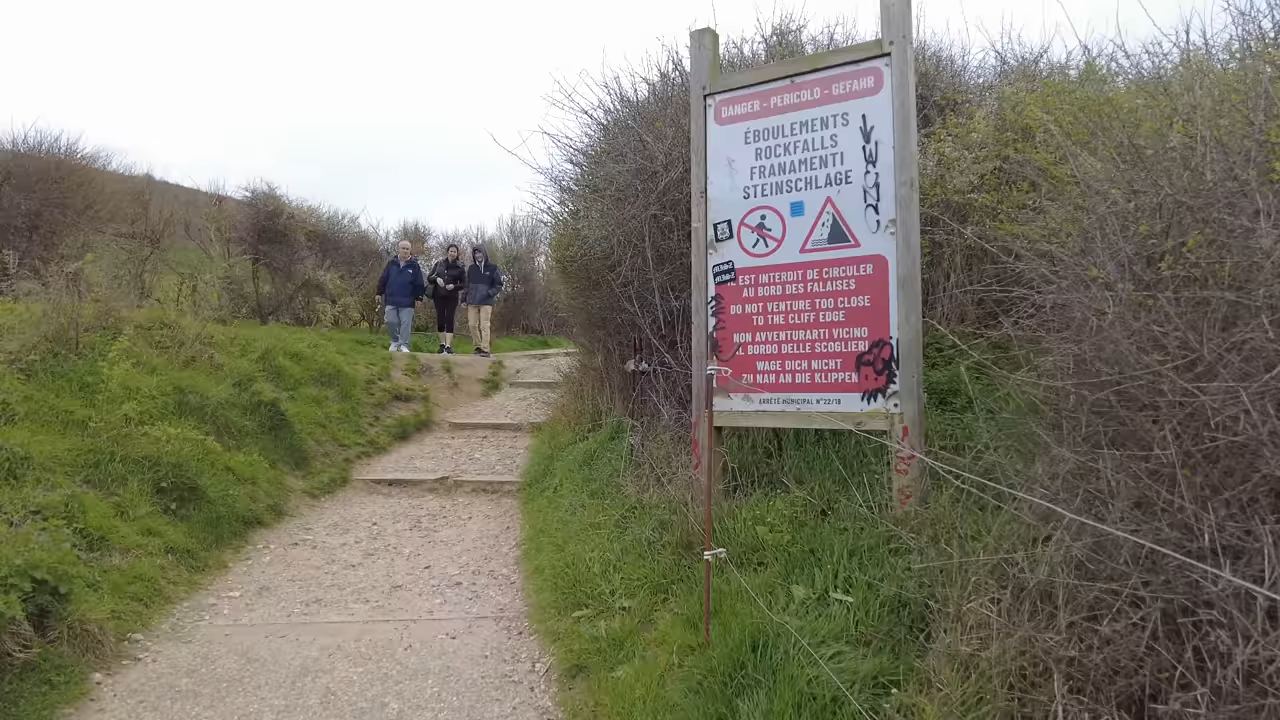 DANGER - PERICOLO - GEFAHR
ÉBOULEMENTS
ROCKFALLS
FRANAMENTI
STEINSCHLAGE
EST INTERDIT DE CIRCULER
AU BORD DES FALAISES
DO NOT VENTURE TOO CLOSE
TO THE CLIFF EDGE
NON AVVENTURARTI VICINO
IL BORDO DELLE SCOGLIERE
WAGE DICH NICHT
ZU NAH AN DIE KLIPPEN
ARRÊTÉ MUNICIPAL N°22/18